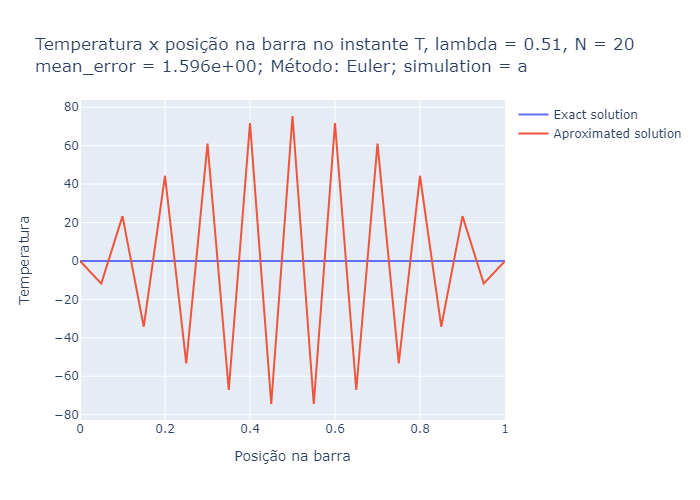 Temperatura x posição na barra no instante T, lambda = 0.51, N = 20
mean_error = 1.596e+00; Método: Euler; simulation = a
Exact solution
Aproximated solution
Temperatura
80
60
40
20
0
−20
−40
−60
−80
0
0.2
0.4
0.6
0.8
1
Posição na barra